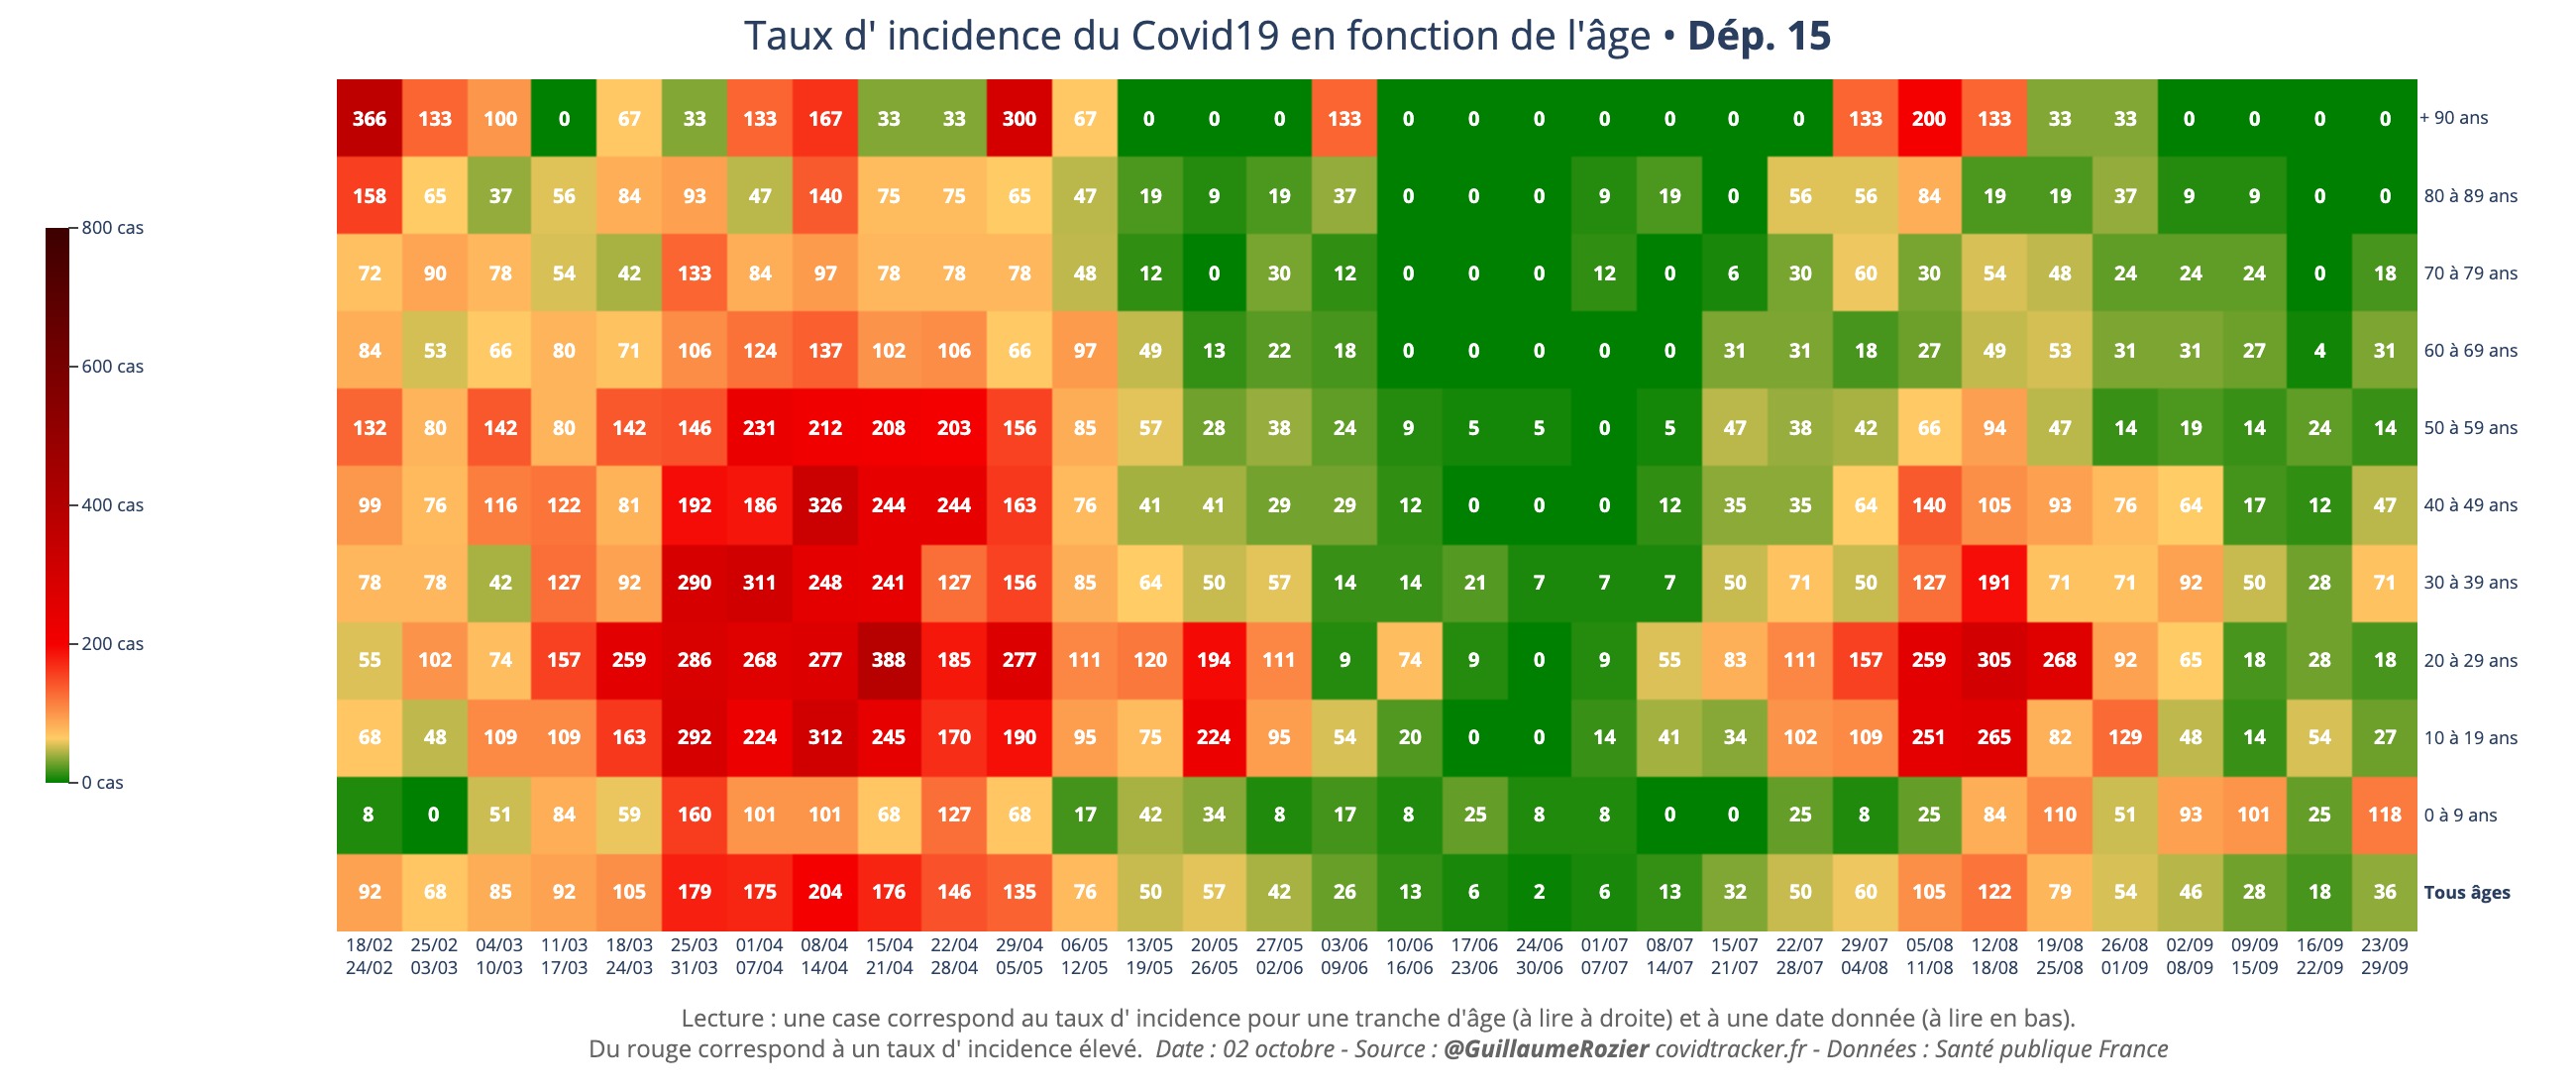 Taux d' incidence du Covid19 en fonction de l'âge • Dép. 15
800 cas
600 cas
400 cas
200 cas
0 cas
366 133 100 0 67 33 133 167 33 33 300 67 0 0 0 133 0 0 0 0 0 0 0 133 200 133 33 33 0 0 0 0 + 90 ans
158 65 37 56 84 93 47 140 75 75 65 47 19 9 19 37 0 0 0 9 19 0 56 56 84 19 19 37 9 9 0 0 80 à 89 ans
72 90 78 54 42 133 84 97 78 78 78 48 12 0 30 12 0 0 0 12 0 6 30 60 30 54 48 24 24 24 0 18 70 à 79 ans
84 53 66 80 71 106 124 137 102 106 66 97 49 13 22 18 0 0 0 0 0 31 31 18 27 49 53 31 31 27 4 31 60 à 69 ans
132 80 142 80 142 146 231 212 208 203 156 85 57 28 38 24 9 5 5 0 5 47 38 42 66 94 47 14 19 14 24 14 50 à 59 ans
99 76 116 122 81 192 186 326 244 244 163 76 41 41 29 29 12 0 0 0 12 35 35 64 140 105 93 76 64 17 12 47 40 à 49 ans
78 78 42 127 92 290 311 248 241 127 156 85 64 50 57 14 14 21 7 7 7 50 71 50 127 191 71 71 92 50 28 71 30 à 39 ans
55 102 74 157 259 286 268 277 388 185 277 111 120 194 111 9 74 9 0 9 55 83 111 157 259 305 268 92 65 18 28 18 20 à 29 ans
68 48 109 109 163 292 224 312 245 170 190 95 75 224 95 54 20 0 0 14 41 34 102 109 251 265 82 129 48 14 54 27 10 à 19 ans
8 0 51 84 59 160 101 101 68 127 68 17 42 34 8 17 8 25 8 8 0 0 25 8 25 84 110 51 93 101 25 118 0 à 9 ans
92 68 85 92 105 179 175 204 176 146 135 76 50 57 42 26 13 6 2 6 13 32 50 60 105 122 79 54 46 28 18 36 Tous âges
18/02 25/02 04/03 11/03 18/03 25/03 01/04 08/04 15/04 22/04 29/04 06/05 13/05 20/05 27/05 03/06 10/06 17/06 24/06 01/07 08/07 15/07 22/07 29/07 05/08 12/08 19/08 26/08 02/09 09/09 16/09 23/09
24/02 03/03 10/03 17/03 24/03 31/03 07/04 14/04 21/04 28/04 05/05 12/05 19/05 26/05 02/06 09/06 16/06 23/06 30/06 07/07 14/07 21/07 28/07 04/08 11/08 18/08 25/08 01/09 08/09 15/09 22/09 29/09
Lecture : une case correspond au taux d' incidence pour une tranche d'âge (à lire à droite) et à une date donnée (à lire en bas).
Du rouge correspond à un taux d' incidence élevé. Date : 02 octobre - Source : @GuillaumeRozier covidtracker.fr - Données : Santé publique France